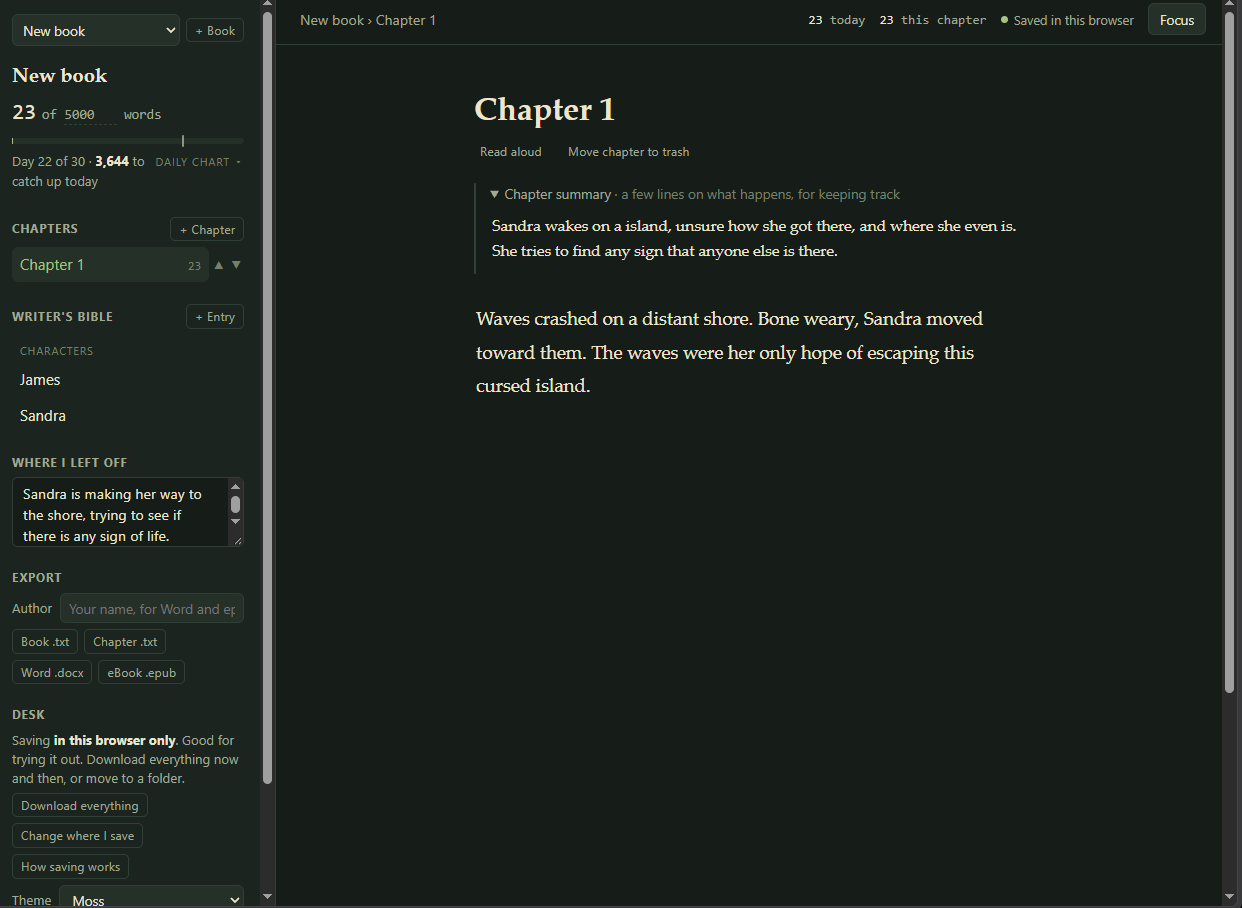 New book
+ Book
New book
23 of 5000 words
Day 22 of 30 · 3,644 to catch up today
DAILY CHART
CHAPTERS
+ Chapter
Chapter 1
23
WRITER'S BIBLE
+ Entry
CHARACTERS
James
Sandra
WHERE I LEFT OFF
Sandra is making her way to
the shore, trying to see if
there is any sign of life.
EXPORT
Author
Your name, for Word and ep
Book .txt
Chapter .txt
Word .docx
eBook .epub
DESK
Saving in this browser only. Good for
trying it out. Download everything now
and then, or move to a folder.
Download everything
Change where I save
How saving works
Theme
Moss
New book › Chapter 1
23 today
23 this chapter
Saved in this browser
Focus
Chapter 1
Read aloud
Move chapter to trash
▼ Chapter summary · a few lines on what happens, for keeping track
Sandra wakes on a island, unsure how she got there, and where she even is.
She tries to find any sign that anyone else is there.
Waves crashed on a distant shore. Bone weary, Sandra moved
toward them. The waves were her only hope of escaping this
cursed island.